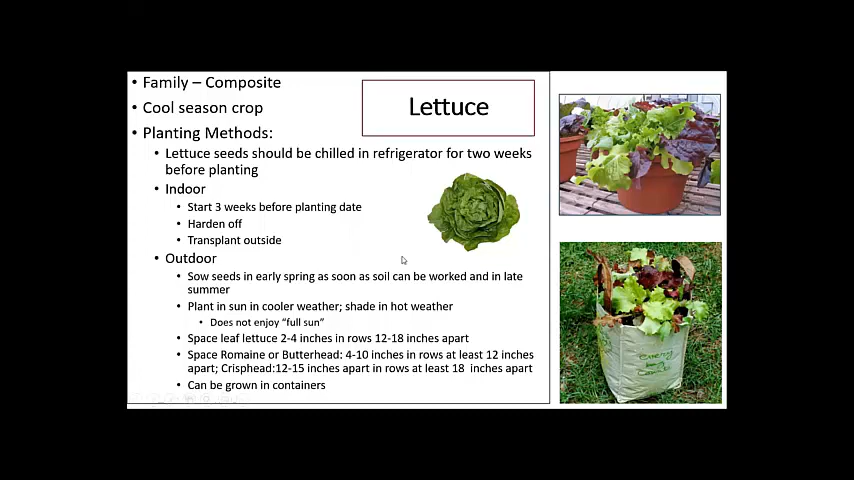 Lettuce
• Family – Composite
• Cool season crop
• Planting Methods:
• Lettuce seeds should be chilled in refrigerator for two weeks
before planting
• Indoor
• Start 3 weeks before planting date
• Harden off
• Transplant outside
• Outdoor
• Sow seeds in early spring as soon as soil can be worked and in late
summer
• Plant in sun in cooler weather; shade in hot weather
• Does not enjoy “full sun”
• Space leaf lettuce 2-4 inches in rows 12-18 inches apart
• Space Romaine or Butterhead: 4-10 inches in rows at least 12 inches
apart; Crisphead:12-15 inches apart in rows at least 18 inches apart
• Can be grown in containers